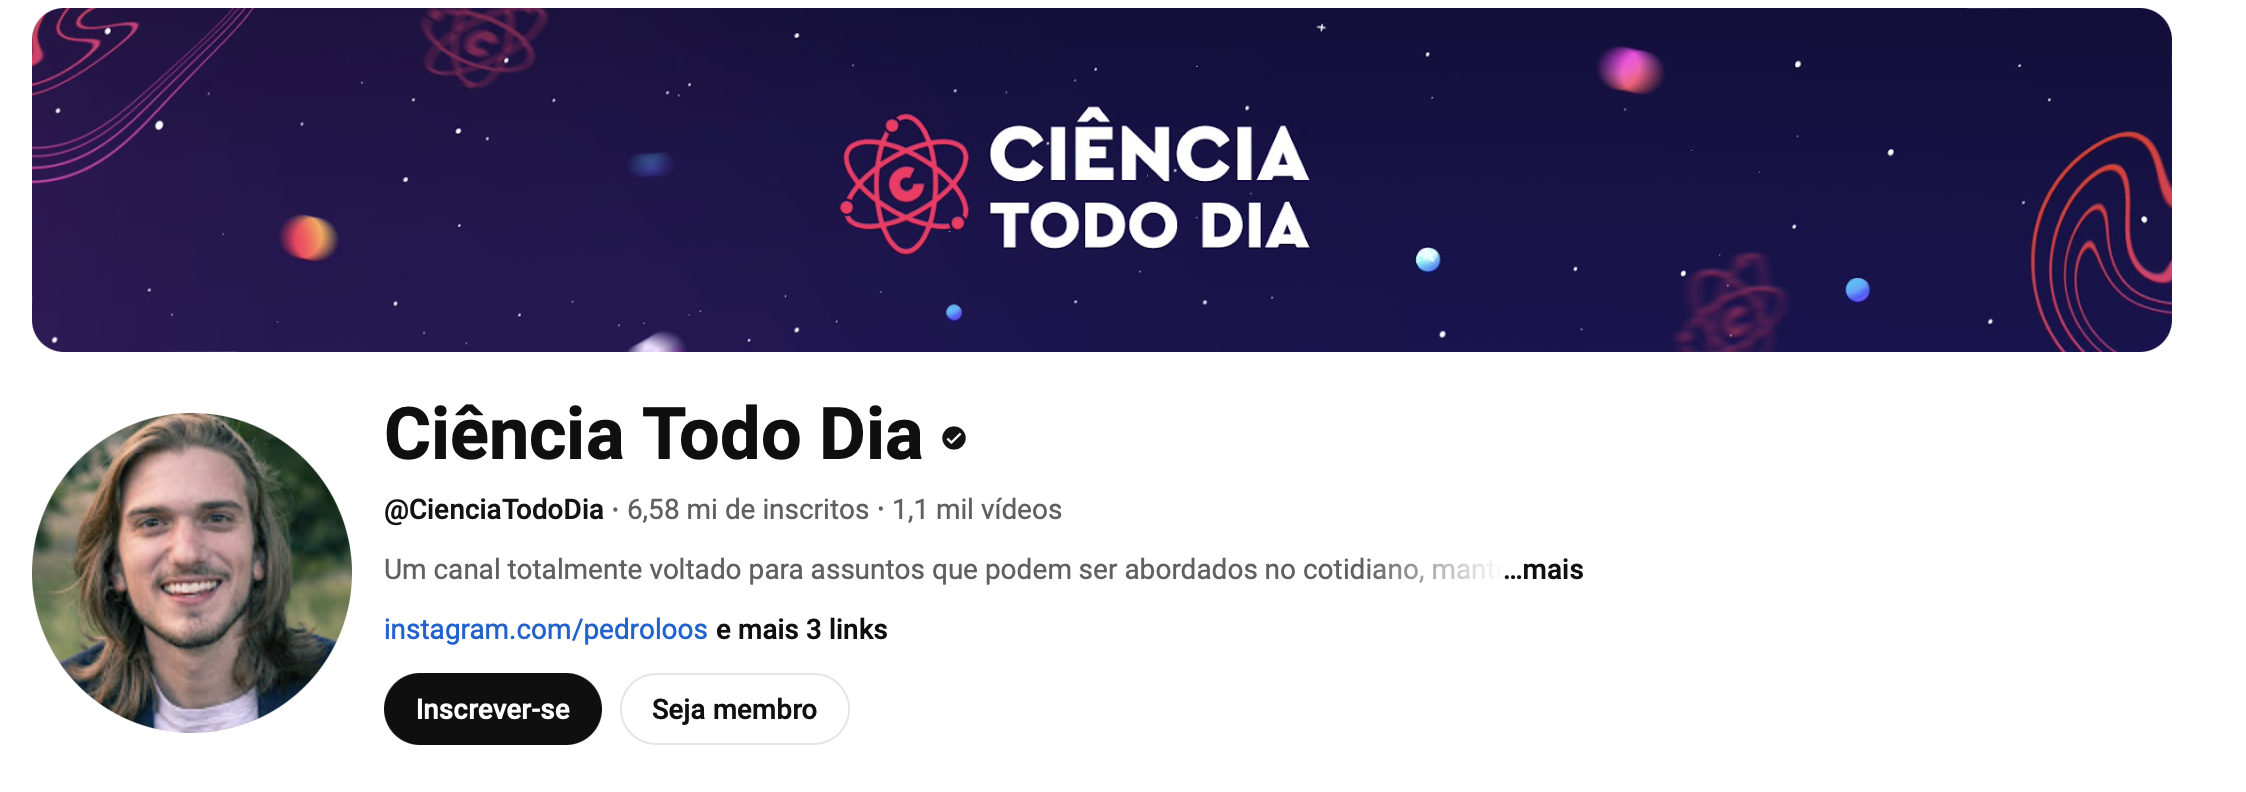 CIÊNCIA
TODO DIA
Ciência Todo Dia
@CienciaTodoDia · 6,58 mi de inscritos · 1,1 mil vídeos
Um canal totalmente voltado para assuntos que podem ser abordados no cotidiano, ...mais
instagram.com/pedroloos e mais 3 links
Inscrever-se Seja membro